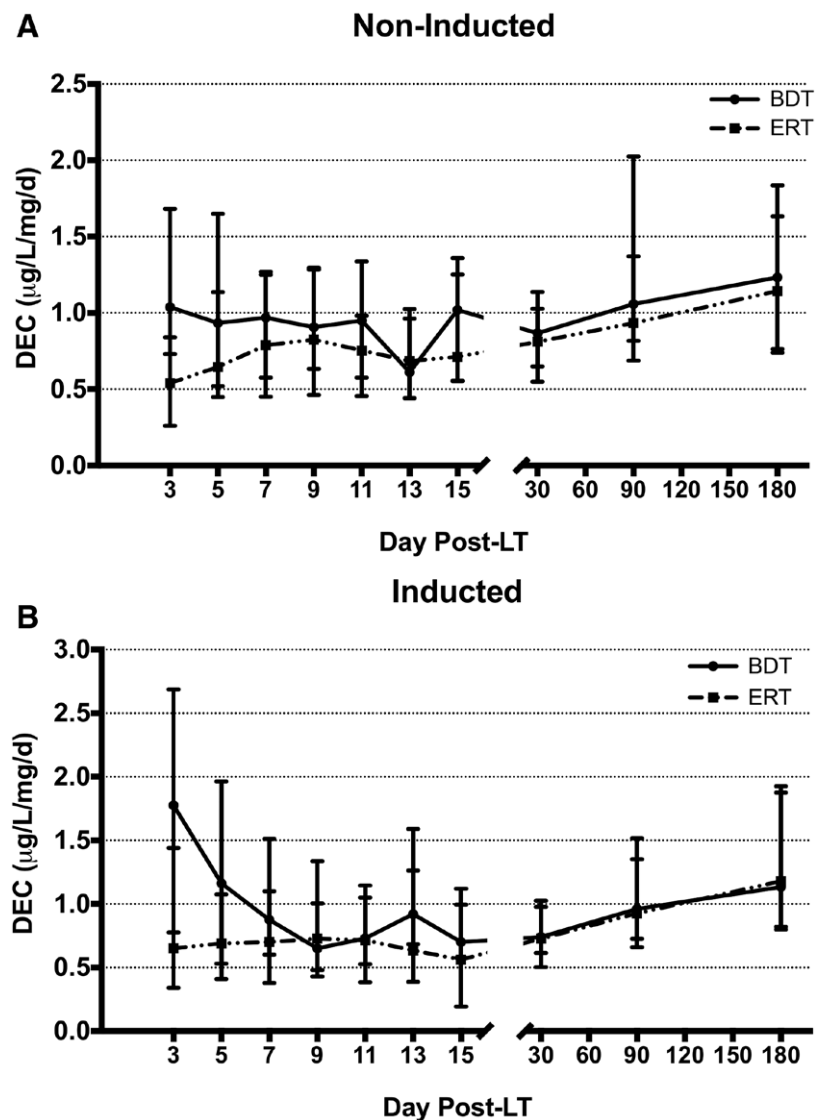 A
Non-Inducted
DEC (μg/L/mg/d)
2.5
2.0
1.5
1.0
0.5
0.0
BDT
ERT
3 5 7 9 11 13 15 30 60 90 120 150 180
Day Post-LT
B
Inducted
DEC (μg/L/mg/d)
3.0
2.5
2.0
1.5
1.0
0.5
0.0
BDT
ERT
3 5 7 9 11 13 15 30 60 90 120 150 180
Day Post-LT